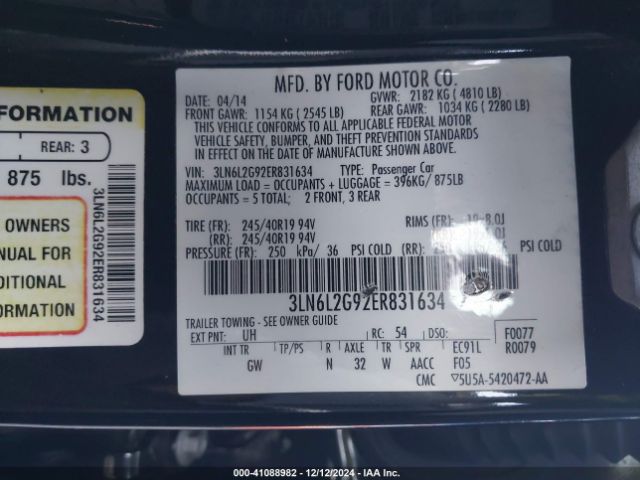 FORMATION
REAR: 3
875 lbs.
OWNERS
NUAL FOR
DITIONAL
FORMATION
3LN6L2G92ER831634
MFD. BY FORD MOTOR CO.
DATE: 04/14 GVWR: 2182 KG ( 4810 LB)
FRONT GAWR: 1154 KG ( 2545 LB) REAR GAWR: 1034 KG ( 2280 LB)
THIS VEHICLE CONFORMS TO ALL APPLICABLE FEDERAL MOTOR
VEHICLE SAFETY, BUMPER, AND THEFT PREVENTION STANDARDS
IN EFFECT ON THE DATE OF MANUFACTURE SHOWN ABOVE.
VIN: 3LN6L2G92ER831634 TYPE: Passenger Car
MAXIMUM LOAD = OCCUPANTS + LUGGAGE = 396KG/ 875LB
OCCUPANTS = 5 TOTAL; 2 FRONT, 3 REAR
TIRE (FR): 245/40R19 94V RIMS (FR): 8.0J
(RR): 245/40R19 94V
PRESSURE (FR): 250 kPa/ 36 PSI COLD (RR): PSI COLD
3LN6L2G92ER831634
TRAILER TOWING - SEE OWNER GUIDE
EXT PNT: UH RC: 54 DSO: F0077
INT TR TP/PS R AXLE TR SPR EC91L R0079
GW N 32 W AACC F05
CMC ▽5U5A-5420472-AA
000-41088982 - 12/12/2024 - IAA Inc.